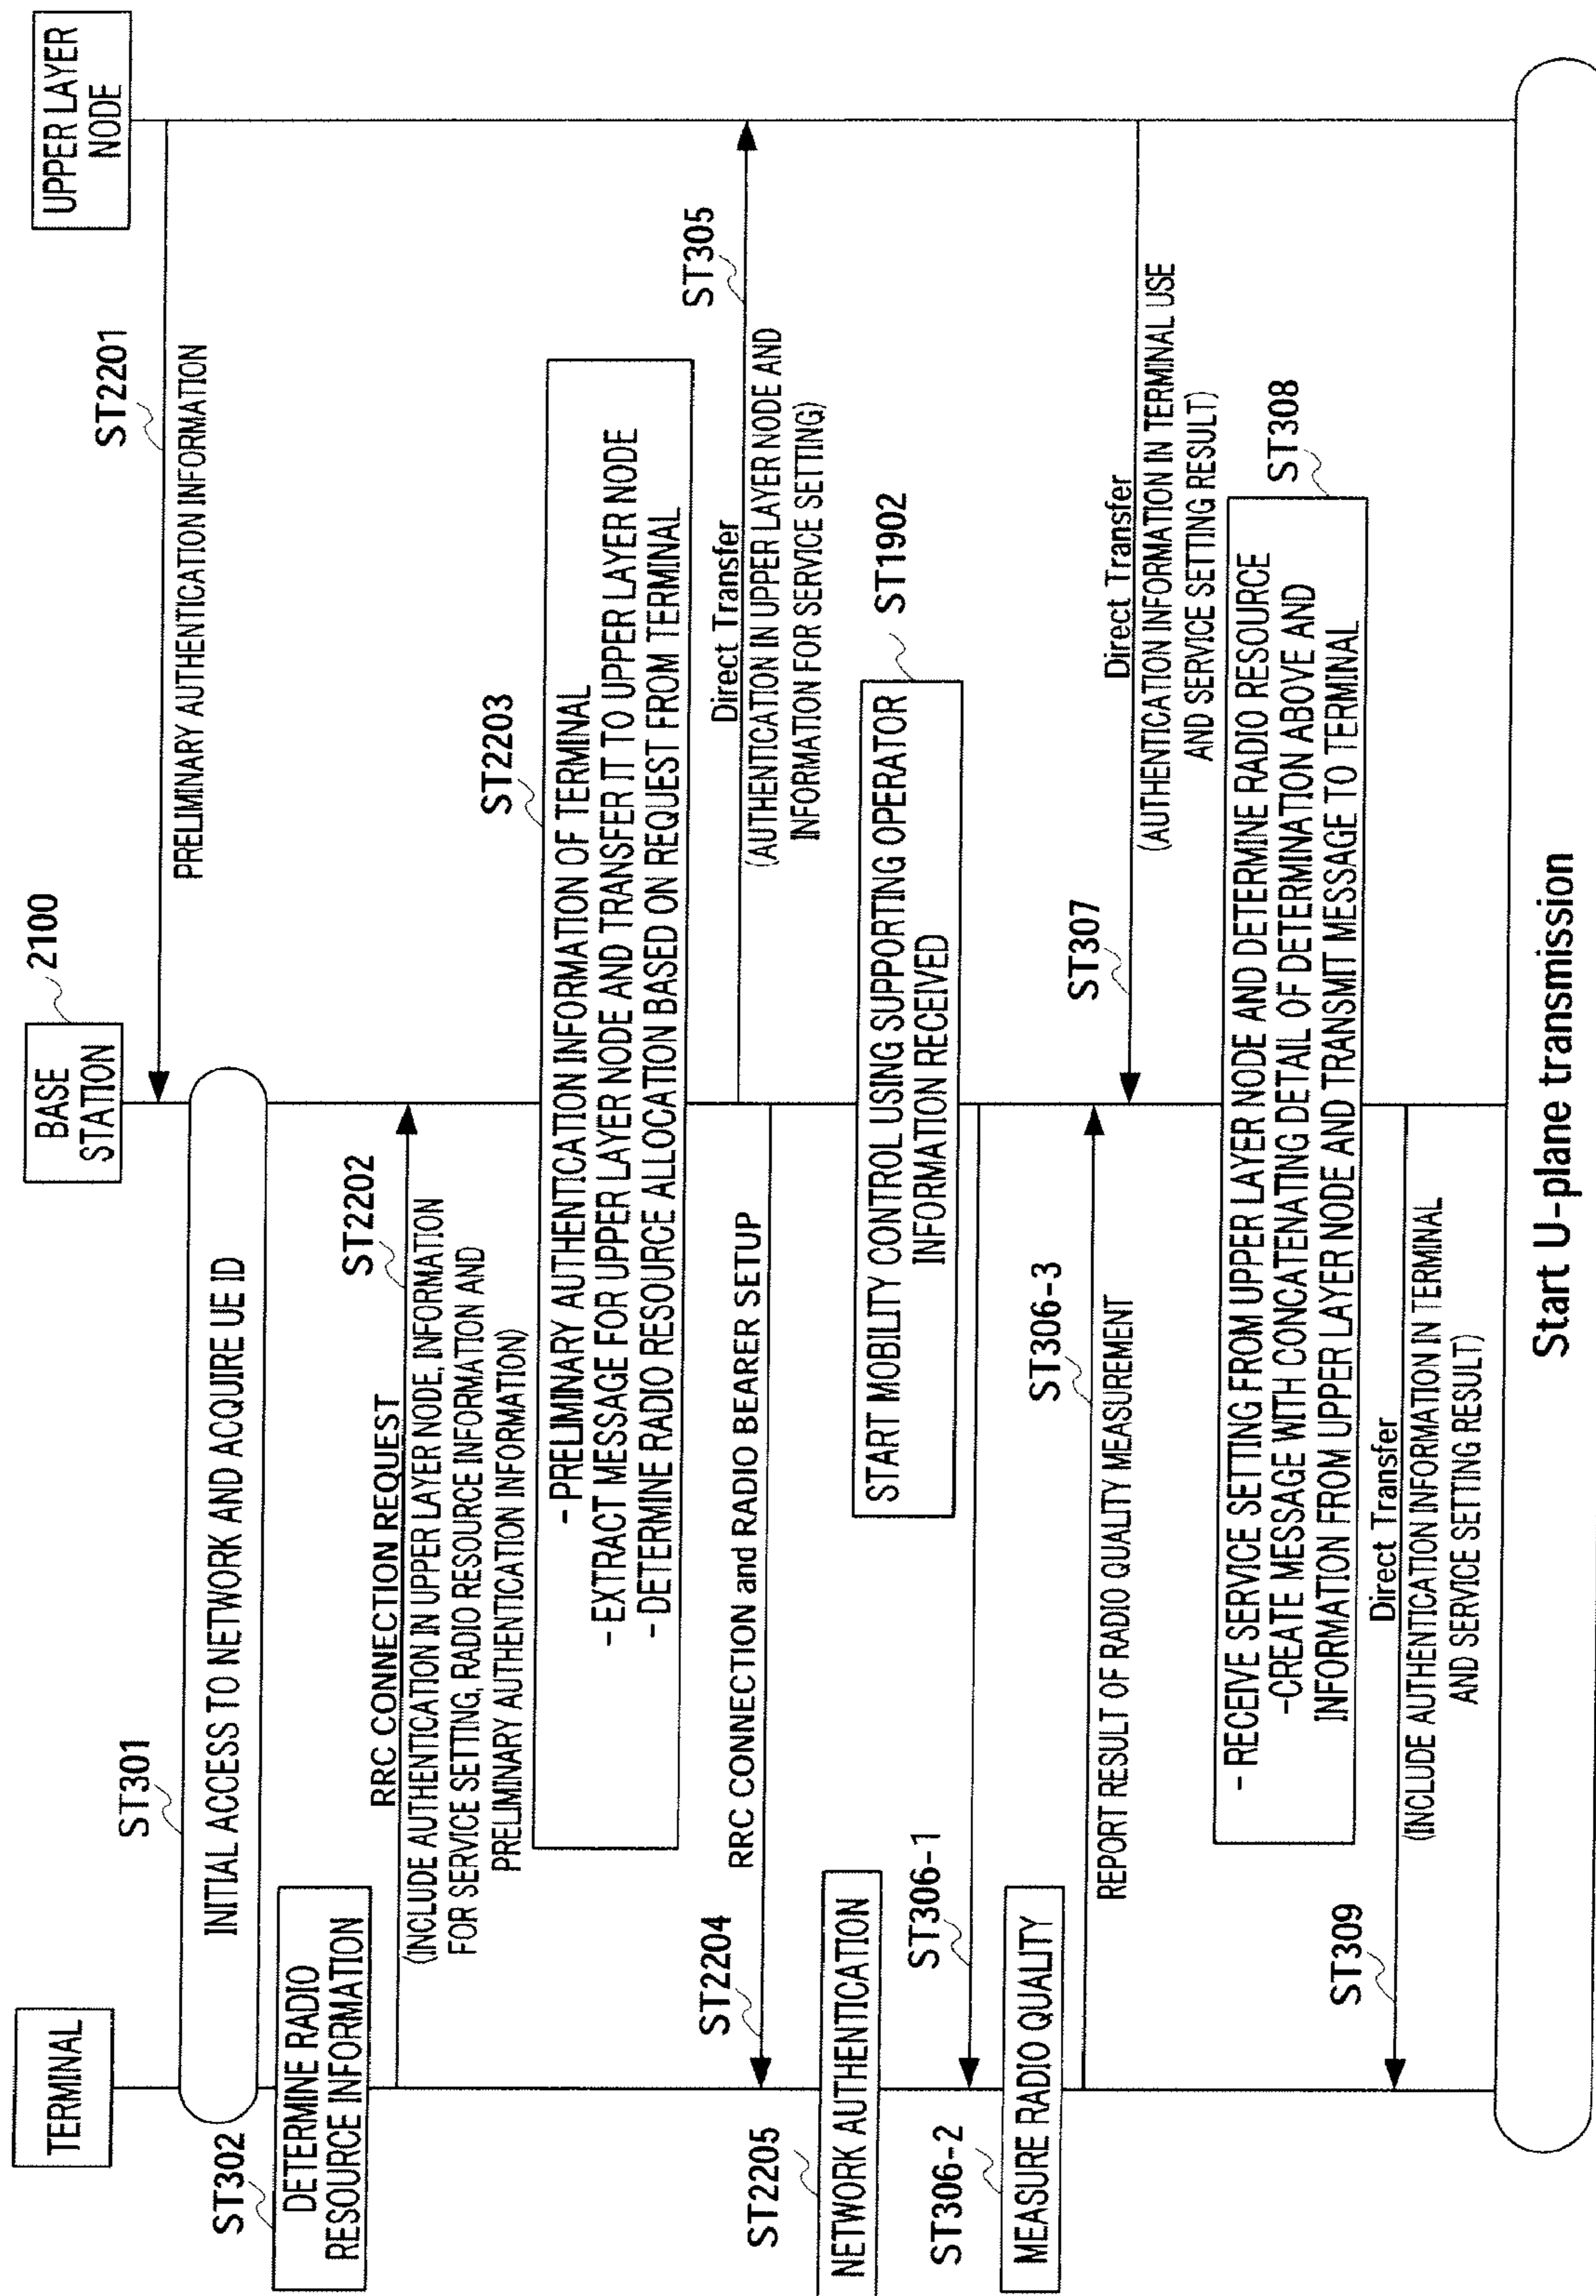 TERMINAL
BASE
STATION
2100
UPPER LAYER
NODE
ST2201
PRELIMINARY AUTHENTICATION INFORMATION
ST301
INITIAL ACCESS TO NETWORK AND ACQUIRE UE ID
ST302
DETERMINE RADIO
RESOURCE INFORMATION
RRC CONNECTION REQUEST
ST2202
(INCLUDE AUTHENTICATION IN UPPER LAYER NODE, INFORMATION
FOR SERVICE SETTING, RADIO RESOURCE INFORMATION AND
PRELIMINARY AUTHENTICATION INFORMATION)
ST2203
- PRELIMINARY AUTHENTICATION INFORMATION OF TERMINAL
- EXTRACT MESSAGE FOR UPPER LAYER NODE AND TRANSFER IT TO UPPER LAYER NODE
- DETERMINE RADIO RESOURCE ALLOCATION BASED ON REQUEST FROM TERMINAL
ST305
Direct Transfer
(AUTHENTICATION IN UPPER LAYER NODE AND
INFORMATION FOR SERVICE SETTING)
ST2204
RRC CONNECTION and RADIO BEARER SETUP
ST2205
NETWORK AUTHENTICATION
ST1902
START MOBILITY CONTROL USING SUPPORTING OPERATOR
INFORMATION RECEIVED
ST306-1
ST306-2
MEASURE RADIO QUALITY
ST306-3
REPORT RESULT OF RADIO QUALITY MEASUREMENT
ST307
Direct Transfer
(AUTHENTICATION INFORMATION IN TERMINAL USE
AND SERVICE SETTING RESULT)
ST308
- RECEIVE SERVICE SETTING FROM UPPER LAYER NODE AND DETERMINE RADIO RESOURCE
-CREATE MESSAGE WITH CONCATENATING DETAIL OF DETERMINATION ABOVE AND
INFORMATION FROM UPPER LAYER NODE AND TRANSMIT MESSAGE TO TERMINAL
ST309
Direct Transfer
(INCLUDE AUTHENTICATION INFORMATION IN TERMINAL
AND SERVICE SETTING RESULT)
Start U-plane transmission